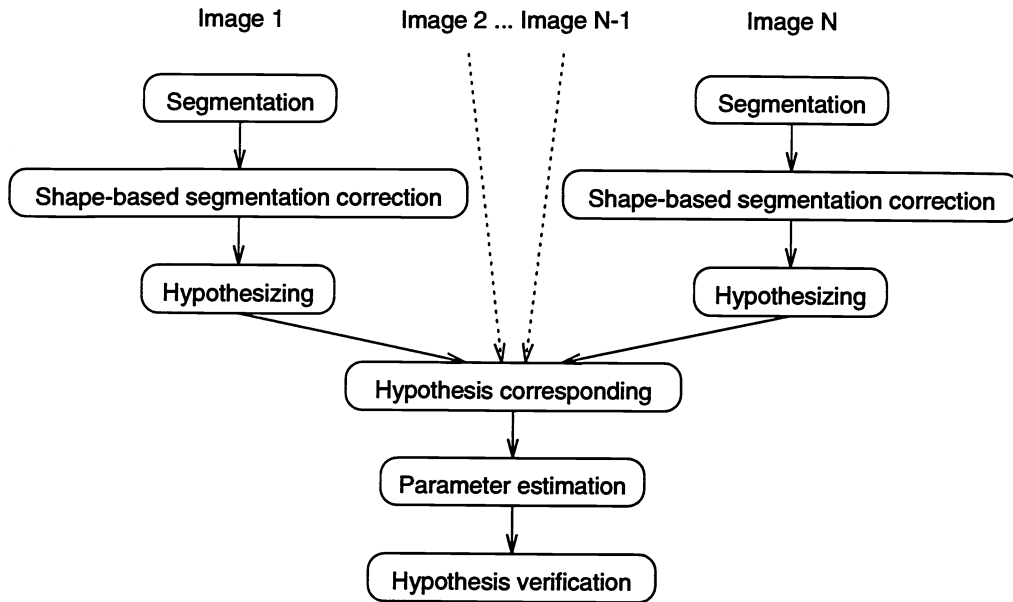 Image 1
Image 2 ... Image N-1
Image N
Segmentation
Segmentation
Shape-based segmentation correction
Shape-based segmentation correction
Hypothesizing
Hypothesizing
Hypothesis corresponding
Parameter estimation
Hypothesis verification